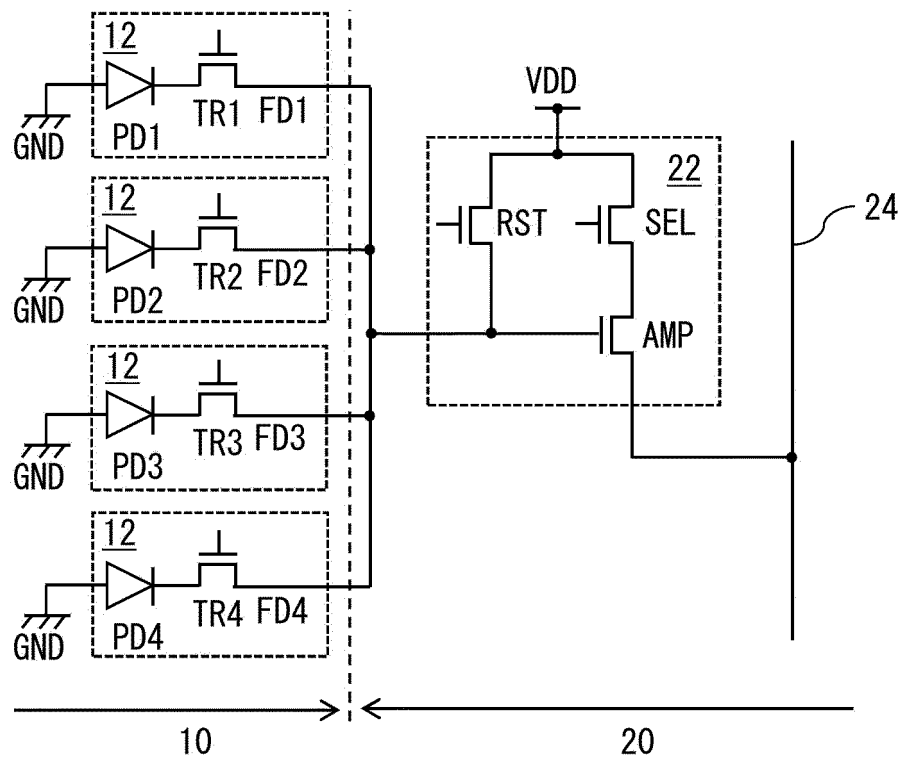 12
GND
PD1
TR1
FD1
12
GND
PD2
TR2
FD2
12
GND
PD3
TR3
FD3
12
GND
PD4
TR4
FD4
VDD
22
RST
SEL
AMP
24
10
20